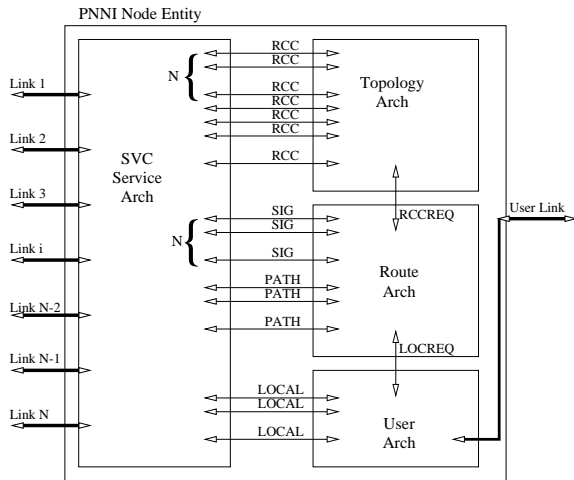 PNNI Node Entity
Link 1
Link 2
Link 3
Link i
Link N-2
Link N-1
Link N
SVC
Service
Arch
N
{
RCC
RCC
RCC
RCC
RCC
RCC
RCC
N
{
SIG
SIG
SIG
PATH
PATH
PATH
LOCAL
LOCAL
LOCAL
Topology
Arch
RCCREQ
Route
Arch
LOCREQ
User
Arch
User Link